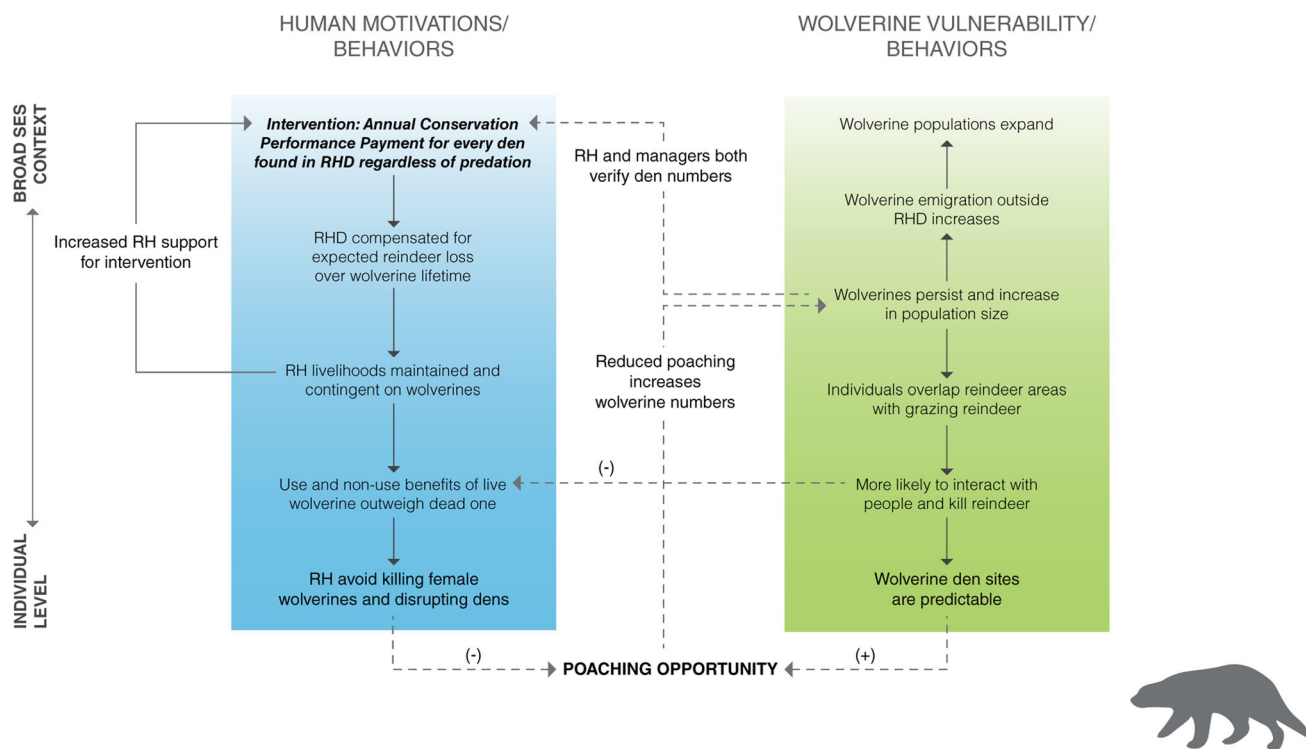 HUMAN MOTIVATIONS/
BEHAVIORS
WOLVERINE VULNERABILITY/
BEHAVIORS
BROAD SES
CONTEXT
INDIVIDUAL
LEVEL
Increased RH support
for intervention
Intervention: Annual Conservation
Performance Payment for every den
found in RHD regardless of predation
RHD compensated for
expected reindeer loss
over wolverine lifetime
RH livelihoods maintained and
contingent on wolverines
Use and non-use benefits of live
wolverine outweigh dead one
RH avoid killing female
wolverines and disrupting dens
RH and managers both
verify den numbers
Reduced poaching
increases
wolverine numbers
(-)
Wolverine populations expand
Wolverine emigration outside
RHD increases
Wolverines persist and increase
in population size
Individuals overlap reindeer areas
with grazing reindeer
More likely to interact with
people and kill reindeer
Wolverine den sites
are predictable
(-)
POACHING OPPORTUNITY
(+)